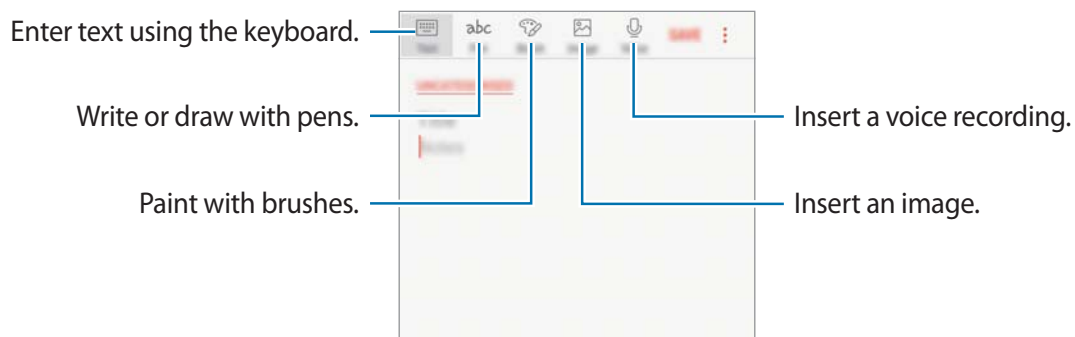 Enter text using the keyboard.
abc
SAVE
Write or draw with pens.
Insert a voice recording.
Paint with brushes.
Insert an image.